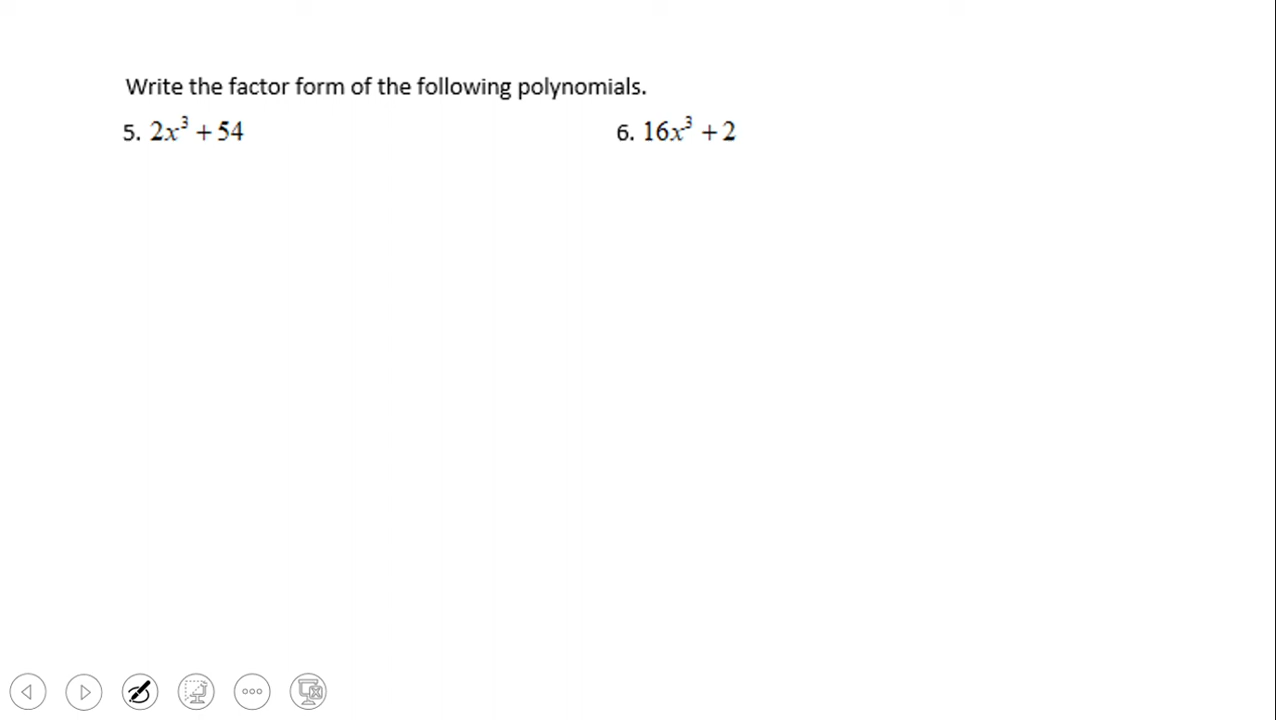 Write the factor form of the following polynomials.
5. 2x³ + 54
6. 16x³ + 2